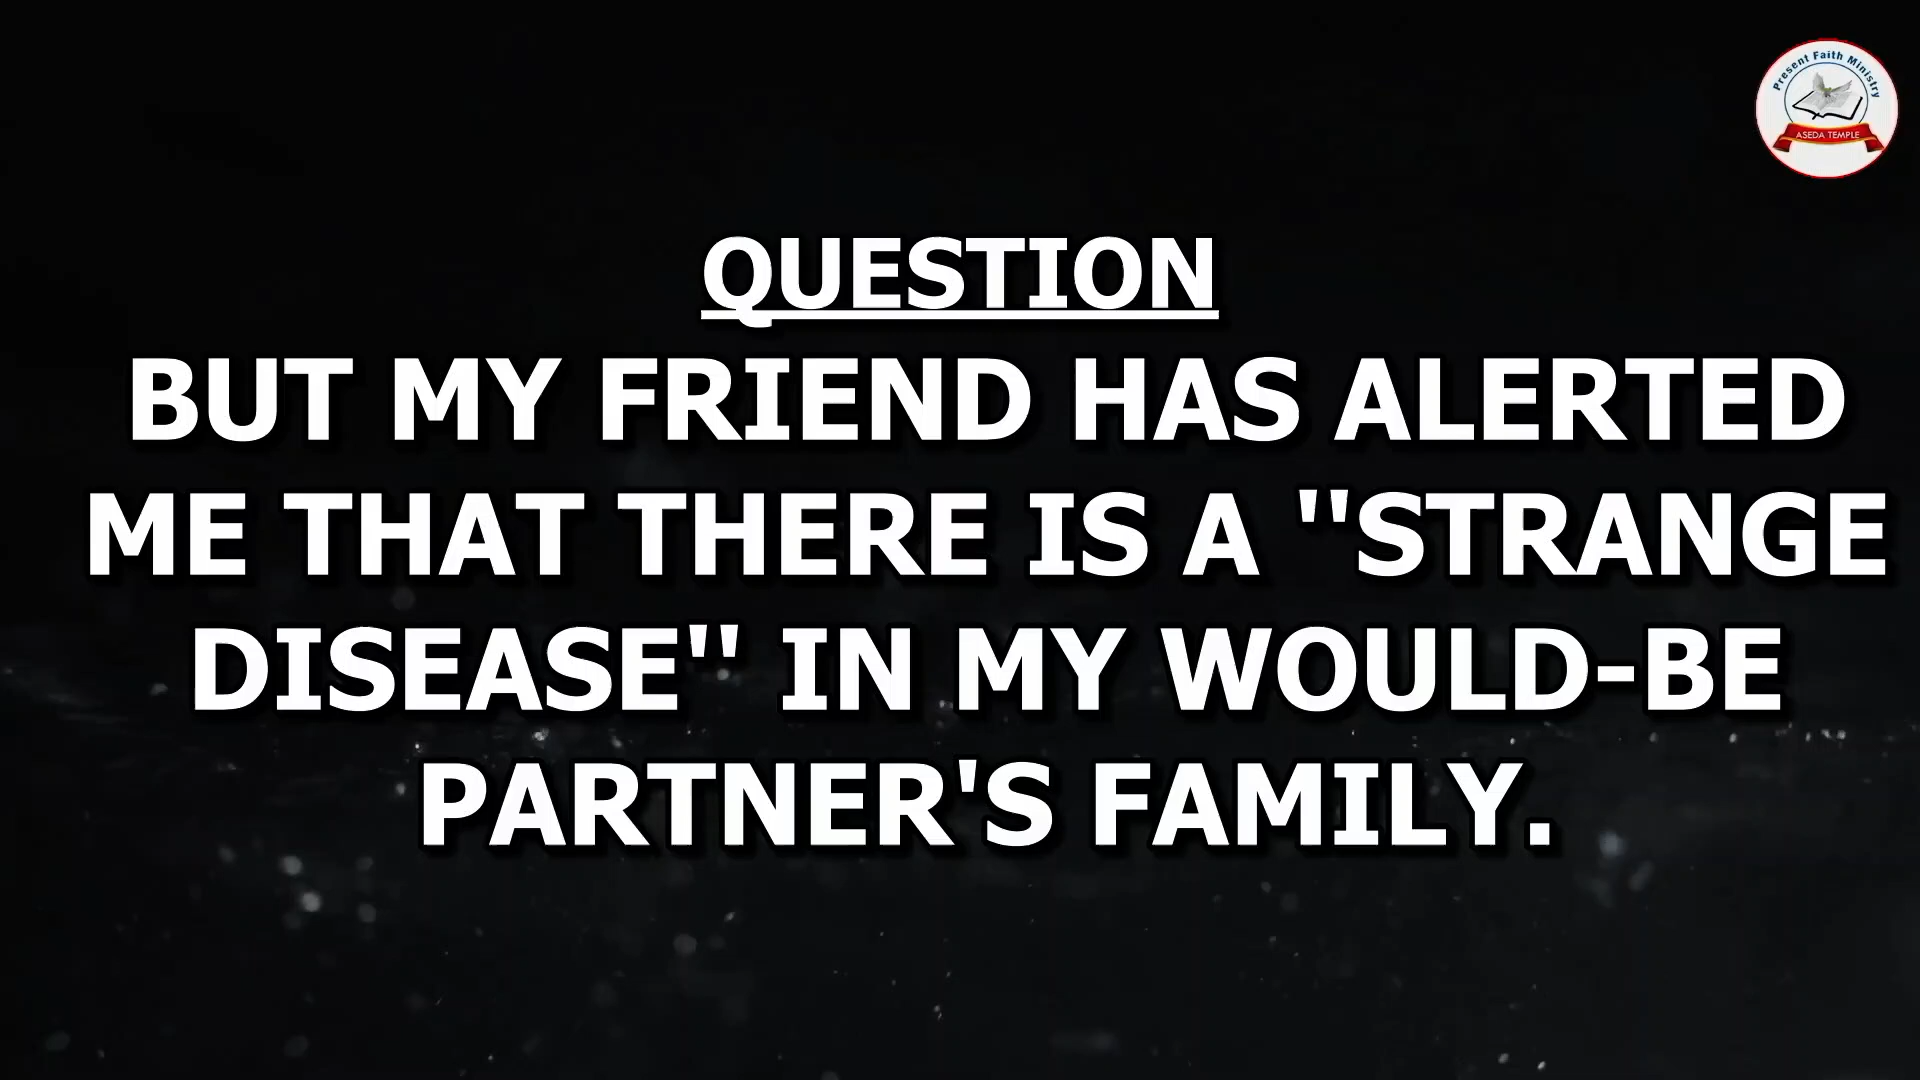 Present Faith Ministry
ASEDA TEMPLE
QUESTION
BUT MY FRIEND HAS ALERTED
ME THAT THERE IS A "STRANGE
DISEASE" IN MY WOULD-BE
PARTNER'S FAMILY.